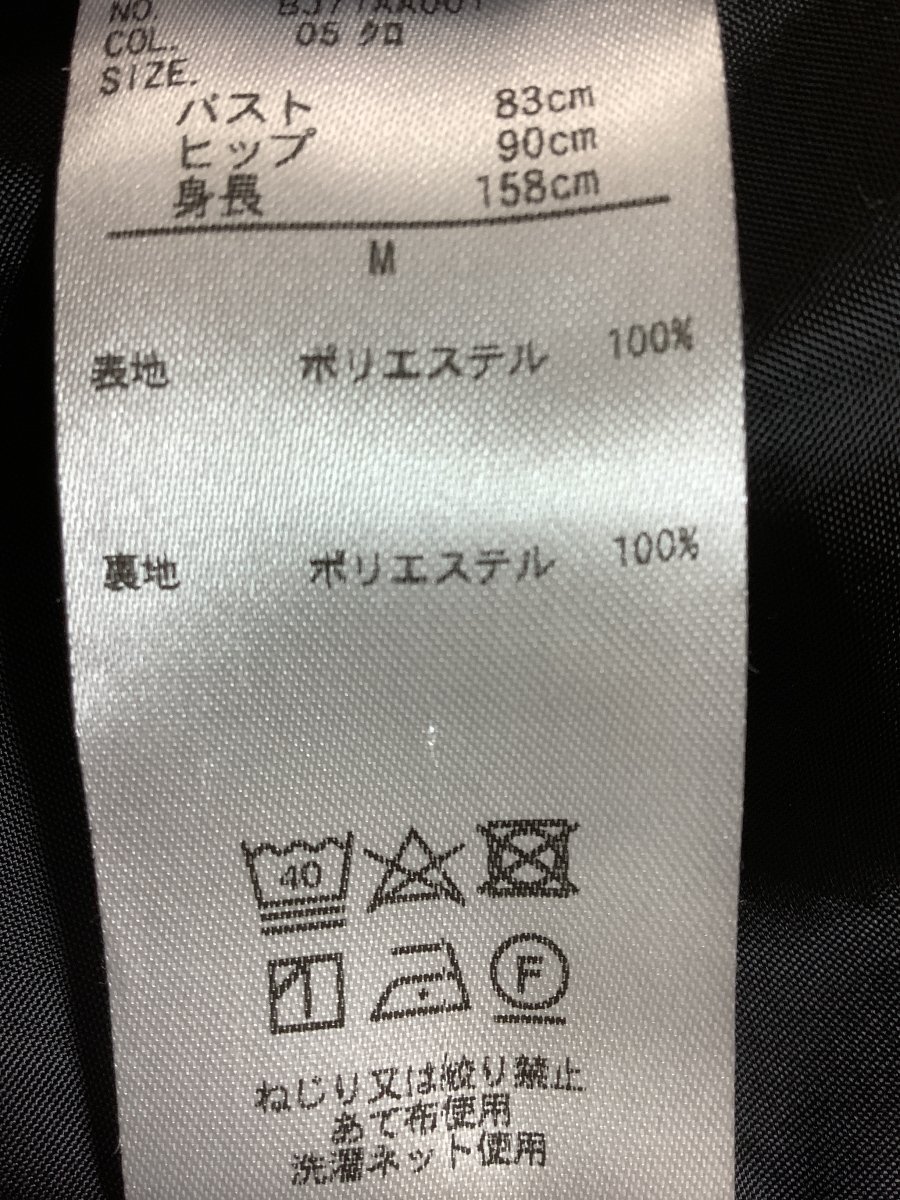 NO. BJ71AA001
COL. 05 クロ
SIZE.
バスト 83cm
ヒップ 90cm
身長 158cm
M
表地 ポリエステル 100%
裏地 ポリエステル 100%
40
F
ねじり又は絞り禁止
あて布使用
洗濯ネット使用